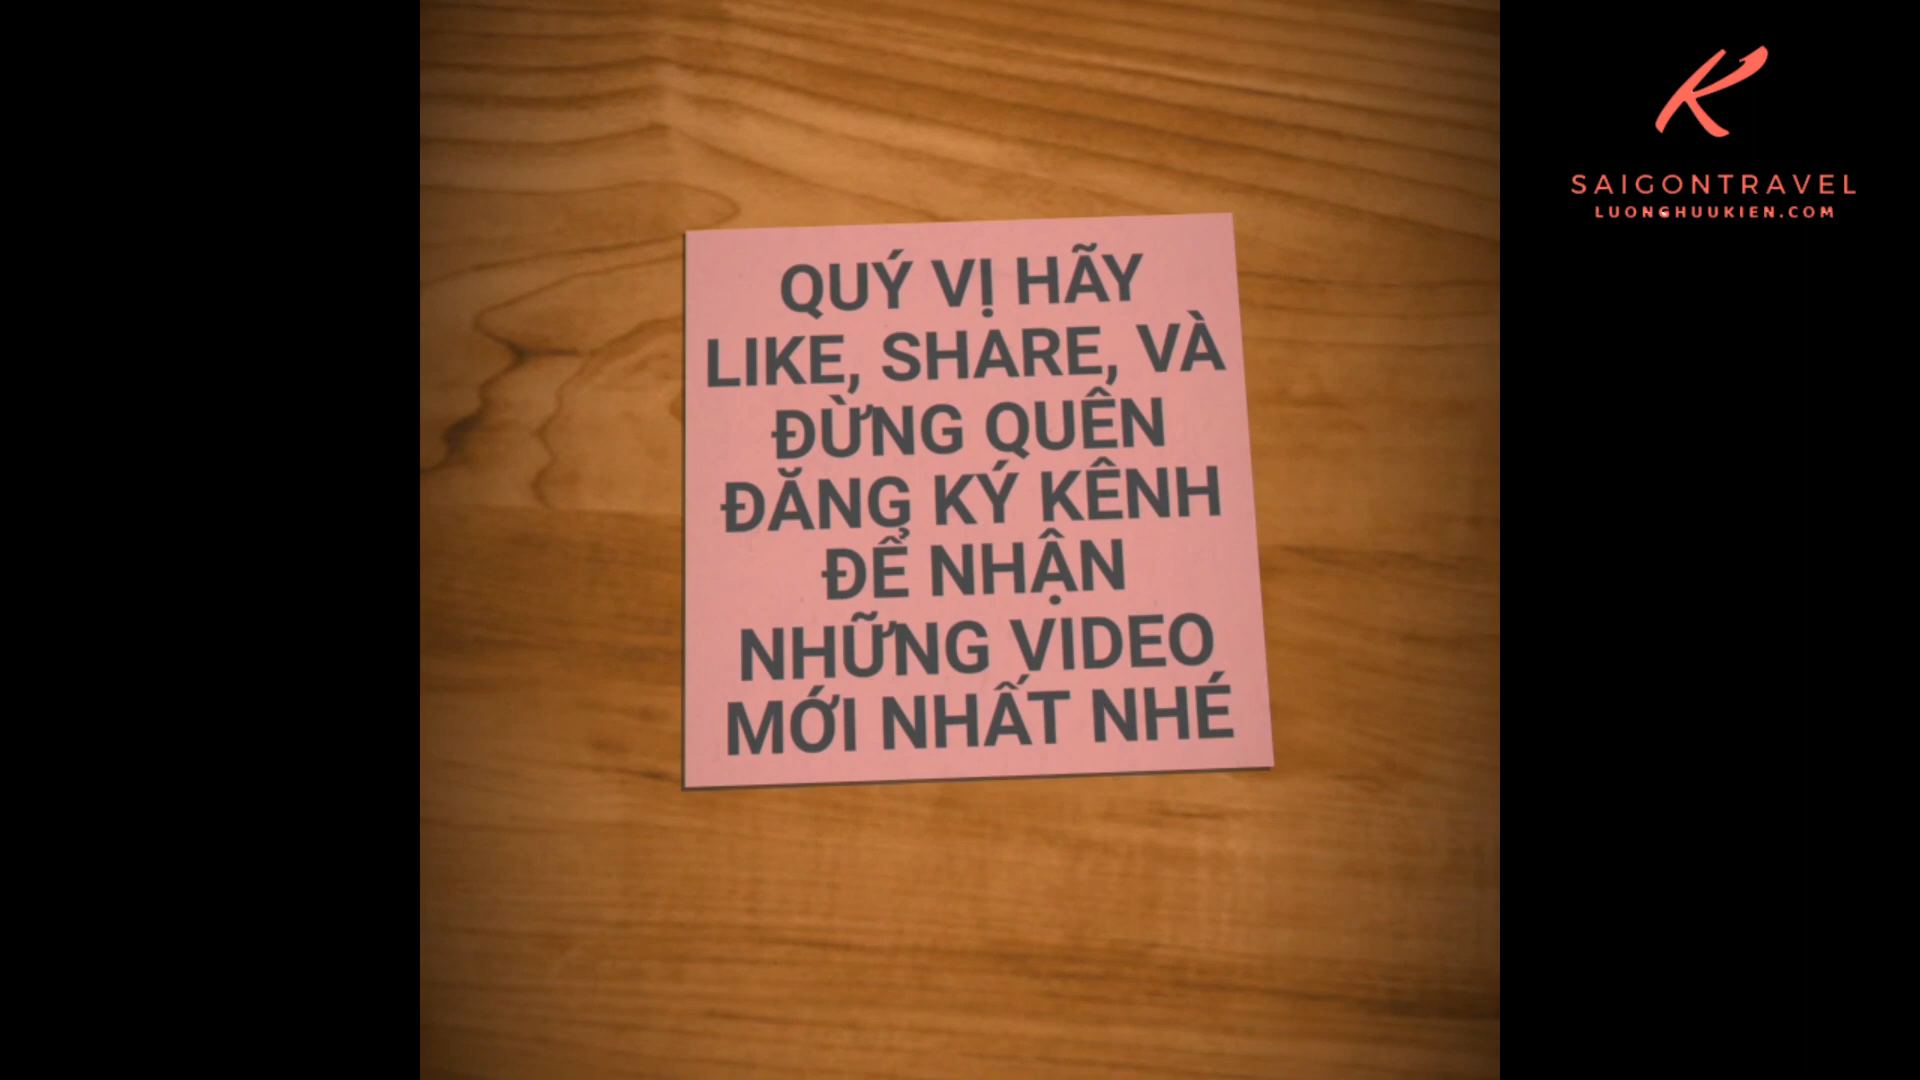 QUÝ VỊ HÃY
LIKE, SHARE, VÀ
ĐỪNG QUÊN
ĐĂNG KÝ KÊNH
ĐỂ NHẬN
NHỮNG VIDEO
MỚI NHẤT NHÉ
K
SAIGONTRAVEL
LUONGHUUKIEN.COM